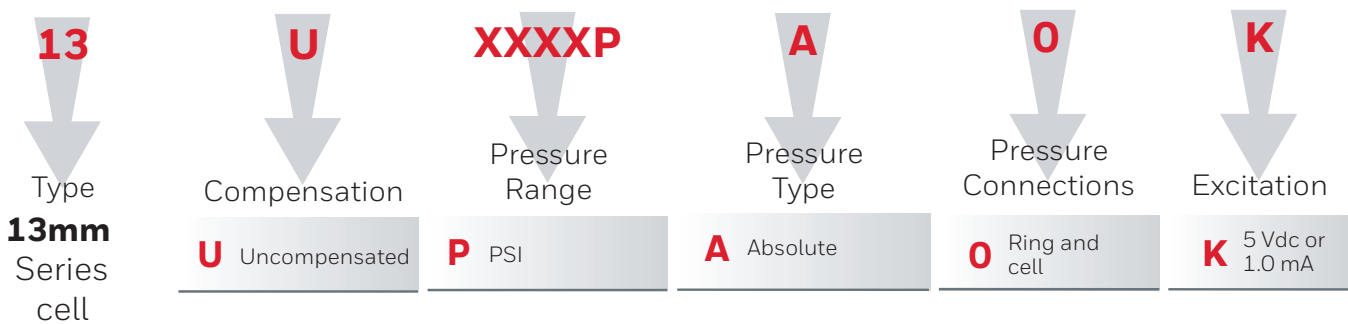 13 U XXXXP A 0 K
Type
13mm
Series
cell
Compensation
U Uncompensated
Pressure
Range
P PSI
Pressure
Type
A Absolute
Pressure
Connections
0 Ring and
cell
Excitation
K 5 Vdc or
1.0 mA